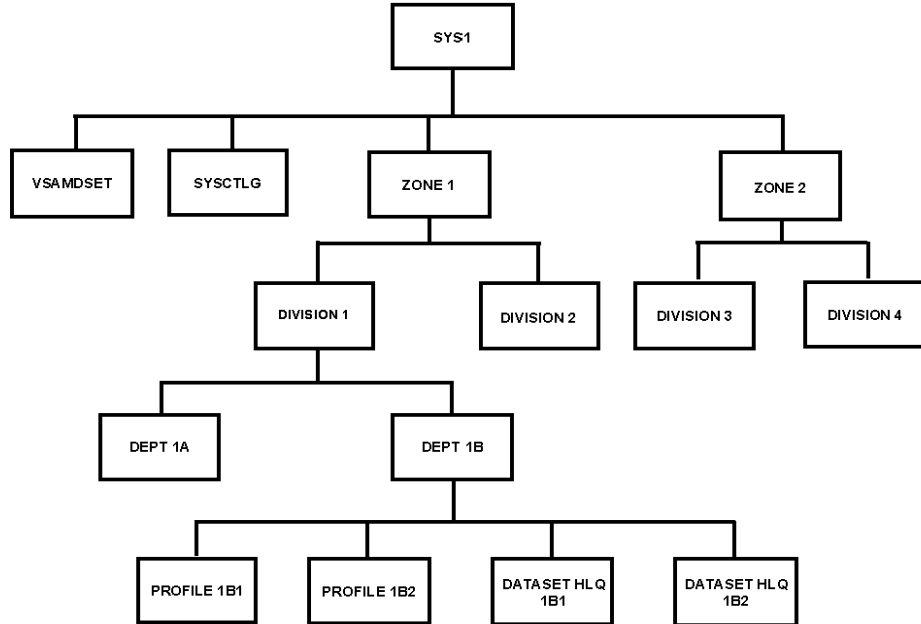 SYS1
VSAMDSET
SYSCTLG
ZONE 1
ZONE 2
DIVISION 1
DIVISION 2
DIVISION 3
DIVISION 4
DEPT 1A
DEPT 1B
PROFILE 1B1
PROFILE 1B2
DATASET HLQ
1B1
DATASET HLQ
1B2